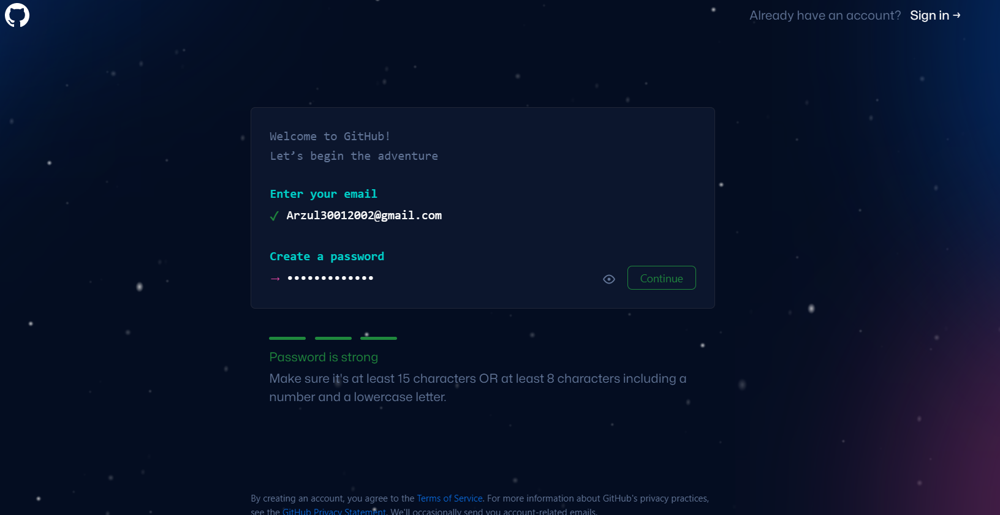 Already have an account? Sign in →
Welcome to GitHub!
Let’s begin the adventure
Enter your email
✓ Arzul30012002@gmail.com
Create a password
→ •••••••••••••
Continue
Password is strong
Make sure it's at least 15 characters OR at least 8 characters including a
number and a lowercase letter.
By creating an account, you agree to the Terms of Service. For more information about GitHub's privacy practices,
see the GitHub Privacy Statement. We'll occasionally send you account-related emails.